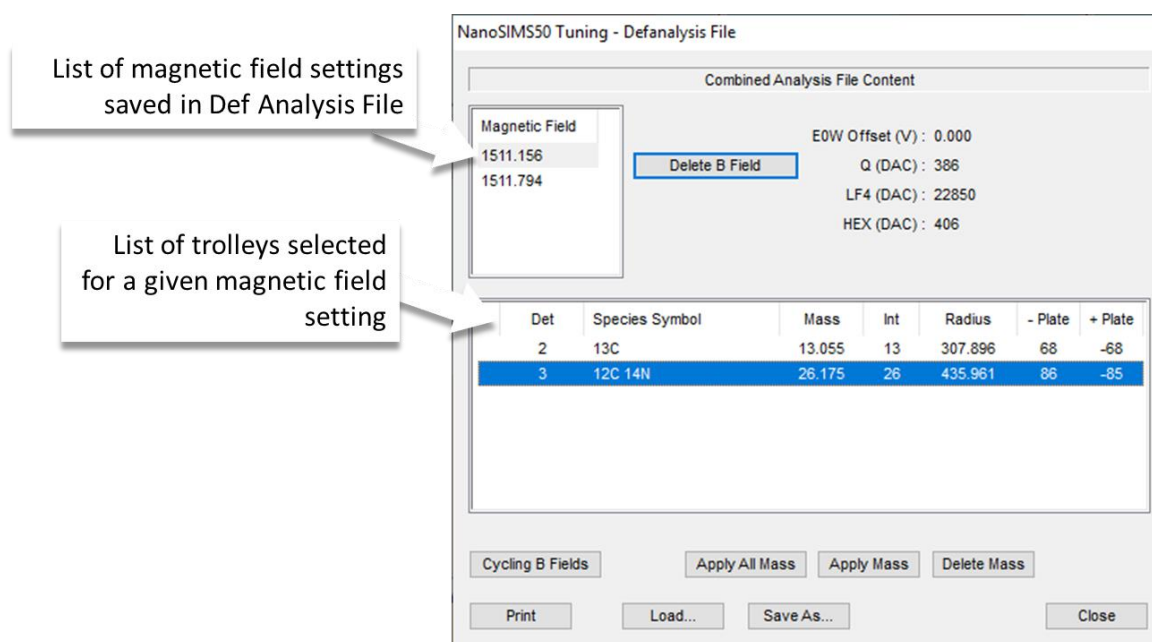 NanoSIMS50 Tuning - Defanalysis File
List of magnetic field settings
saved in Def Analysis File
Combined Analysis File Content
Magnetic Field
1511.156
1511.794
Delete B Field
E0W Offset (V) : 0.000
Q (DAC) : 386
LF4 (DAC) : 22850
HEX (DAC) : 406
List of trolleys selected
for a given magnetic field
setting
Det Species Symbol Mass Int Radius - Plate + Plate
2 13C 13.055 13 307.896 68 -68
3 12C 14N 26.175 26 435.961 86 -85
Cycling B Fields Apply All Mass Apply Mass Delete Mass
Print Load... Save As... Close